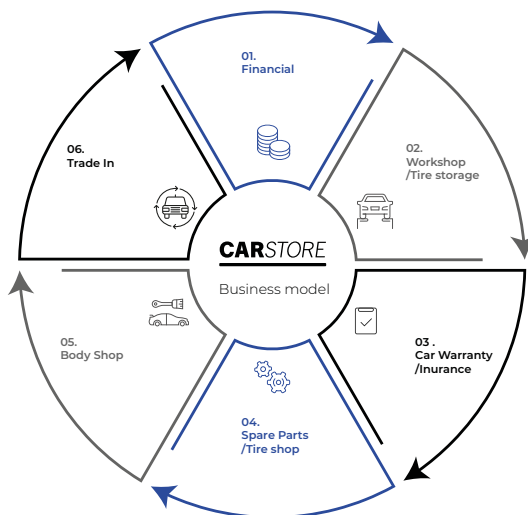 01.
Financial
02.
Workshop
/Tire storage
03 .
Car Warranty
/Inurance
04.
Spare Parts
/Tire shop
05.
Body Shop
06.
Trade In
CARSTORE
Business model